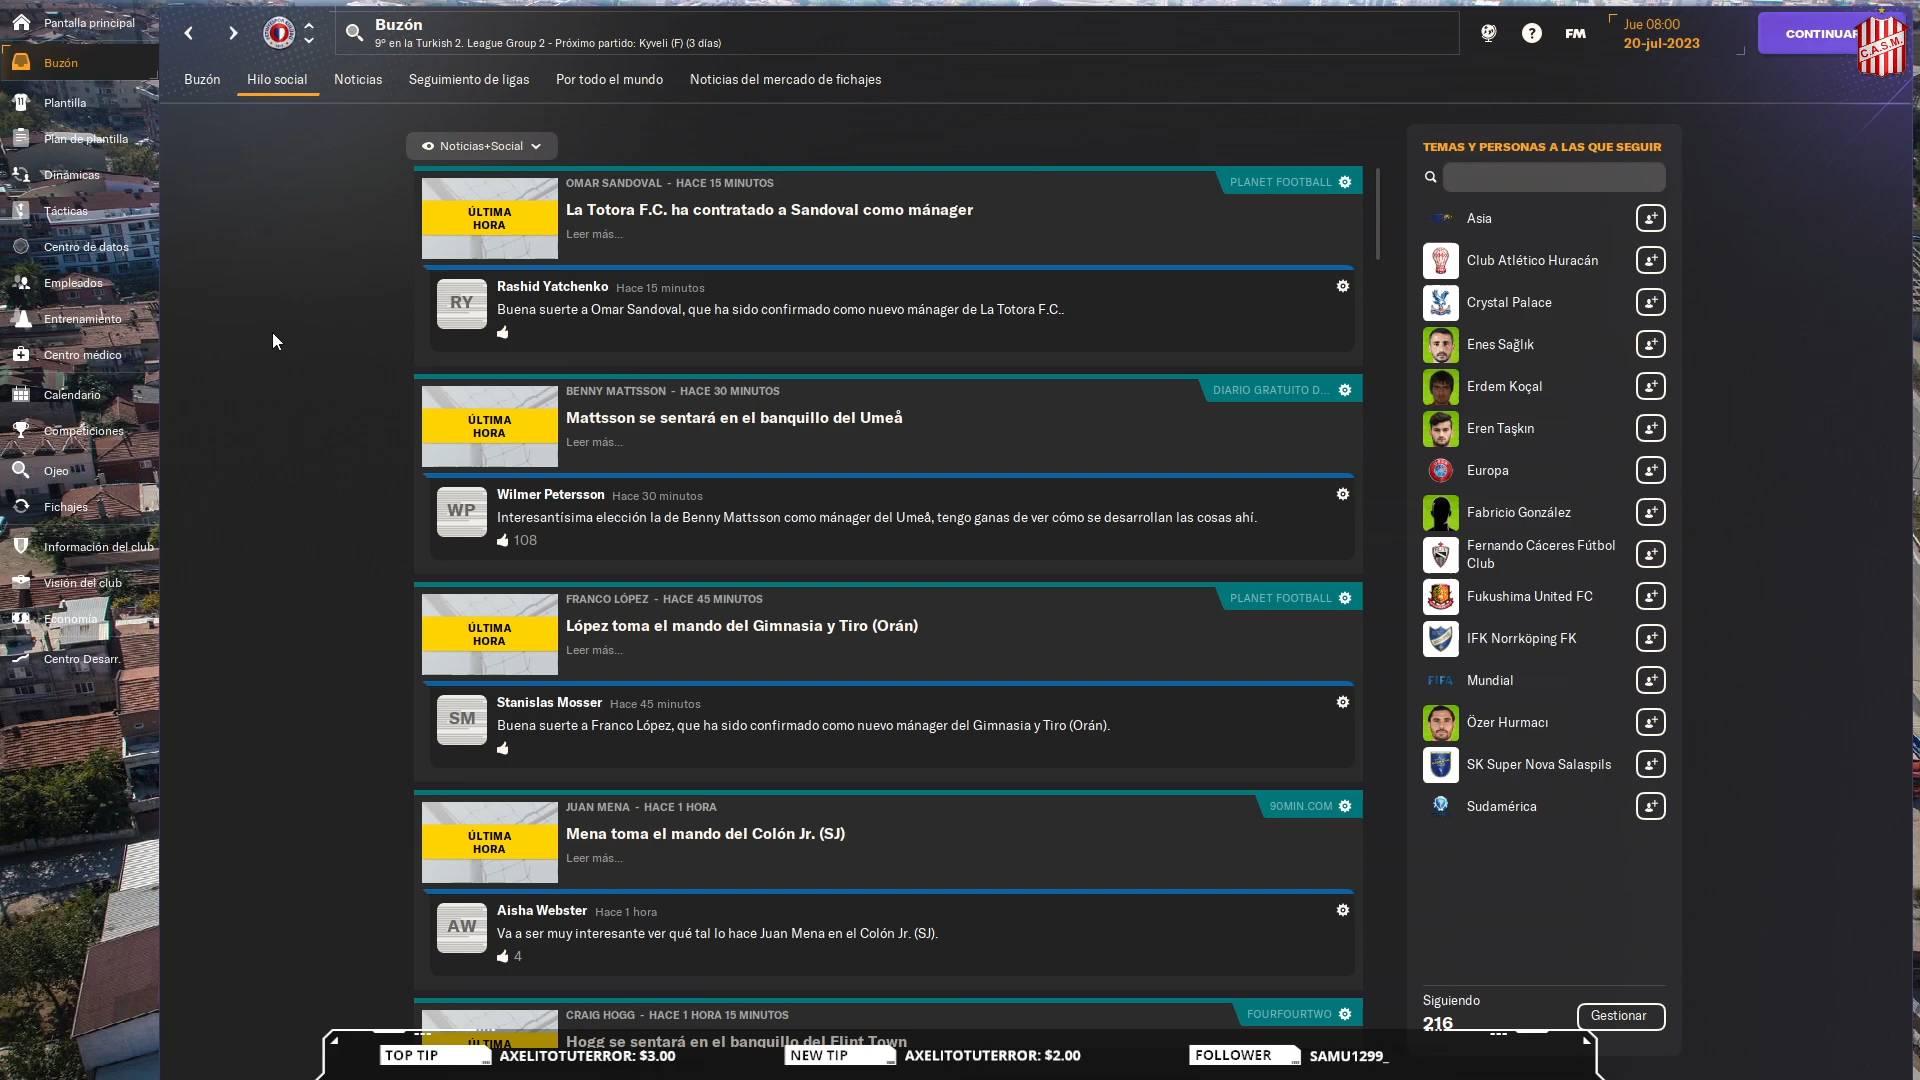 Pantalla principal
Buzón
Plantilla
Plan de plantilla
Dinámicas
Tácticas
Centro de datos
Empleados
Entrenamiento
Centro médico
Calendario
Competiciones
Ojeo
Fichajes
Información del club
Visión del club
Economía
Centro Desarr.
Buzón
9º en la Turkish 2. League Group 2 - Próximo partido: Kyveli (F) (3 días)
FM
Jue 08:00
20-jul-2023
CONTINUAR
C.A.S.M.
Buzón
Hilo social
Noticias
Seguimiento de ligas
Por todo el mundo
Noticias del mercado de fichajes
Noticias+Social
OMAR SANDOVAL - HACE 15 MINUTOS
PLANET FOOTBALL
ÚLTIMA
HORA
La Totora F.C. ha contratado a Sandoval como mánager
Leer más...
RY
Rashid Yatchenko Hace 15 minutos
Buena suerte a Omar Sandoval, que ha sido confirmado como nuevo mánager de La Totora F.C..
BENNY MATTSSON - HACE 30 MINUTOS
DIARIO GRATUITO D...
ÚLTIMA
HORA
Mattsson se sentará en el banquillo del Umeå
Leer más...
WP
Wilmer Petersson Hace 30 minutos
Interesantísima elección la de Benny Mattsson como mánager del Umeå, tengo ganas de ver cómo se desarrollan las cosas ahí.
108
FRANCO LÓPEZ - HACE 45 MINUTOS
PLANET FOOTBALL
ÚLTIMA
HORA
López toma el mando del Gimnasia y Tiro (Orán)
Leer más...
SM
Stanislas Mosser Hace 45 minutos
Buena suerte a Franco López, que ha sido confirmado como nuevo mánager del Gimnasia y Tiro (Orán).
JUAN MENA - HACE 1 HORA
90MIN.COM
ÚLTIMA
HORA
Mena toma el mando del Colón Jr. (SJ)
Leer más...
AW
Aisha Webster Hace 1 hora
Va a ser muy interesante ver qué tal lo hace Juan Mena en el Colón Jr. (SJ).
4
CRAIG HOGG - HACE 1 HORA 15 MINUTOS
FOURFOURTWO
ÚLTIMA
Hogg se sentará en el banquillo del Flint Town
TEMAS Y PERSONAS A LAS QUE SEGUIR
Asia
Club Atlético Huracán
Crystal Palace
Enes Sağlık
Erdem Koçal
Eren Taşkın
Europa
Fabricio González
Fernando Cáceres Fútbol
Club
Fukushima United FC
IFK Norrköping FK
FIFA
Mundial
Özer Hurmacı
SK Super Nova Salaspils
Sudamérica
Siguiendo
216
Gestionar
TOP TIP
AXELITOTUTERROR: $3.00
NEW TIP
AXELITOTUTERROR: $2.00
FOLLOWER
SAMU1299_